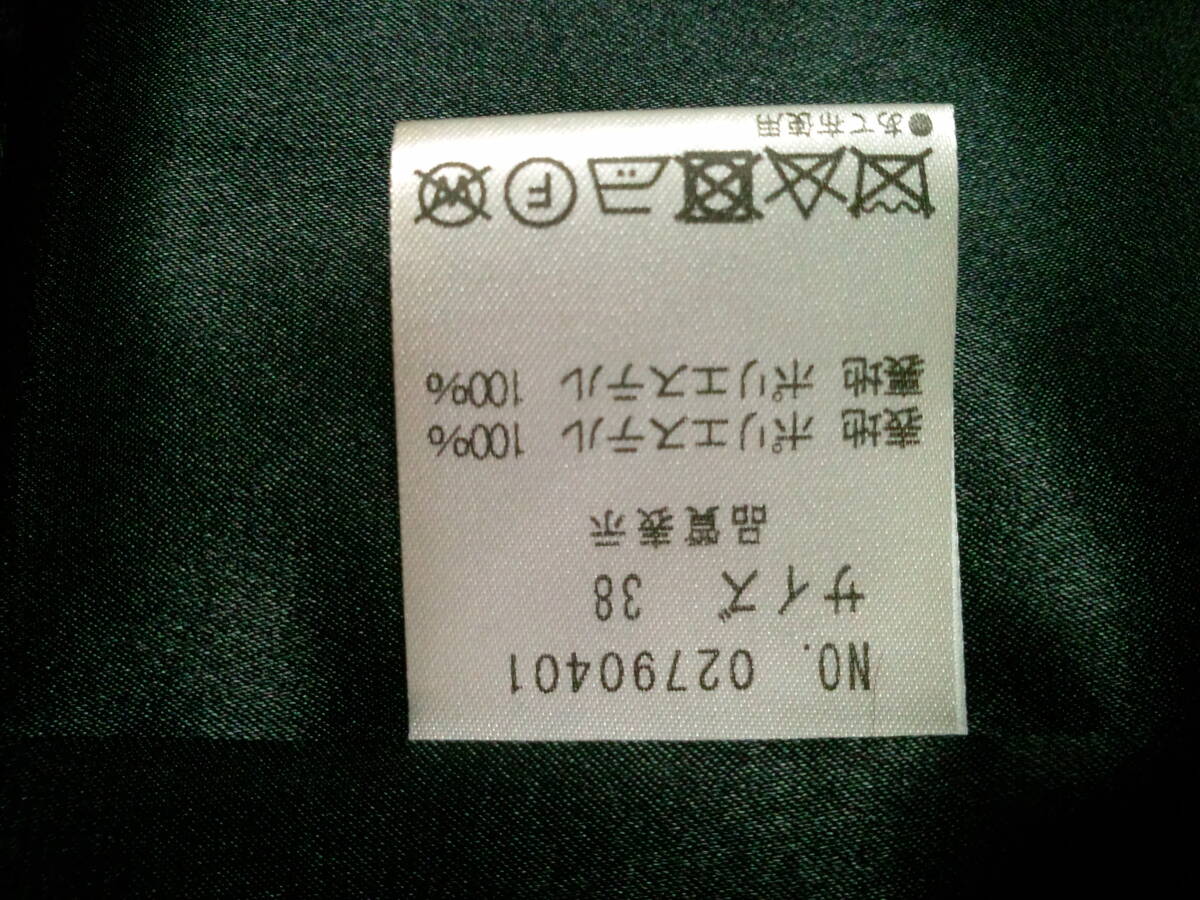 NO. 02790401
サイズ 38
品質表示
表地 ポリエステル 100%
裏地 ポリエステル 100%
F W
●あて布使用